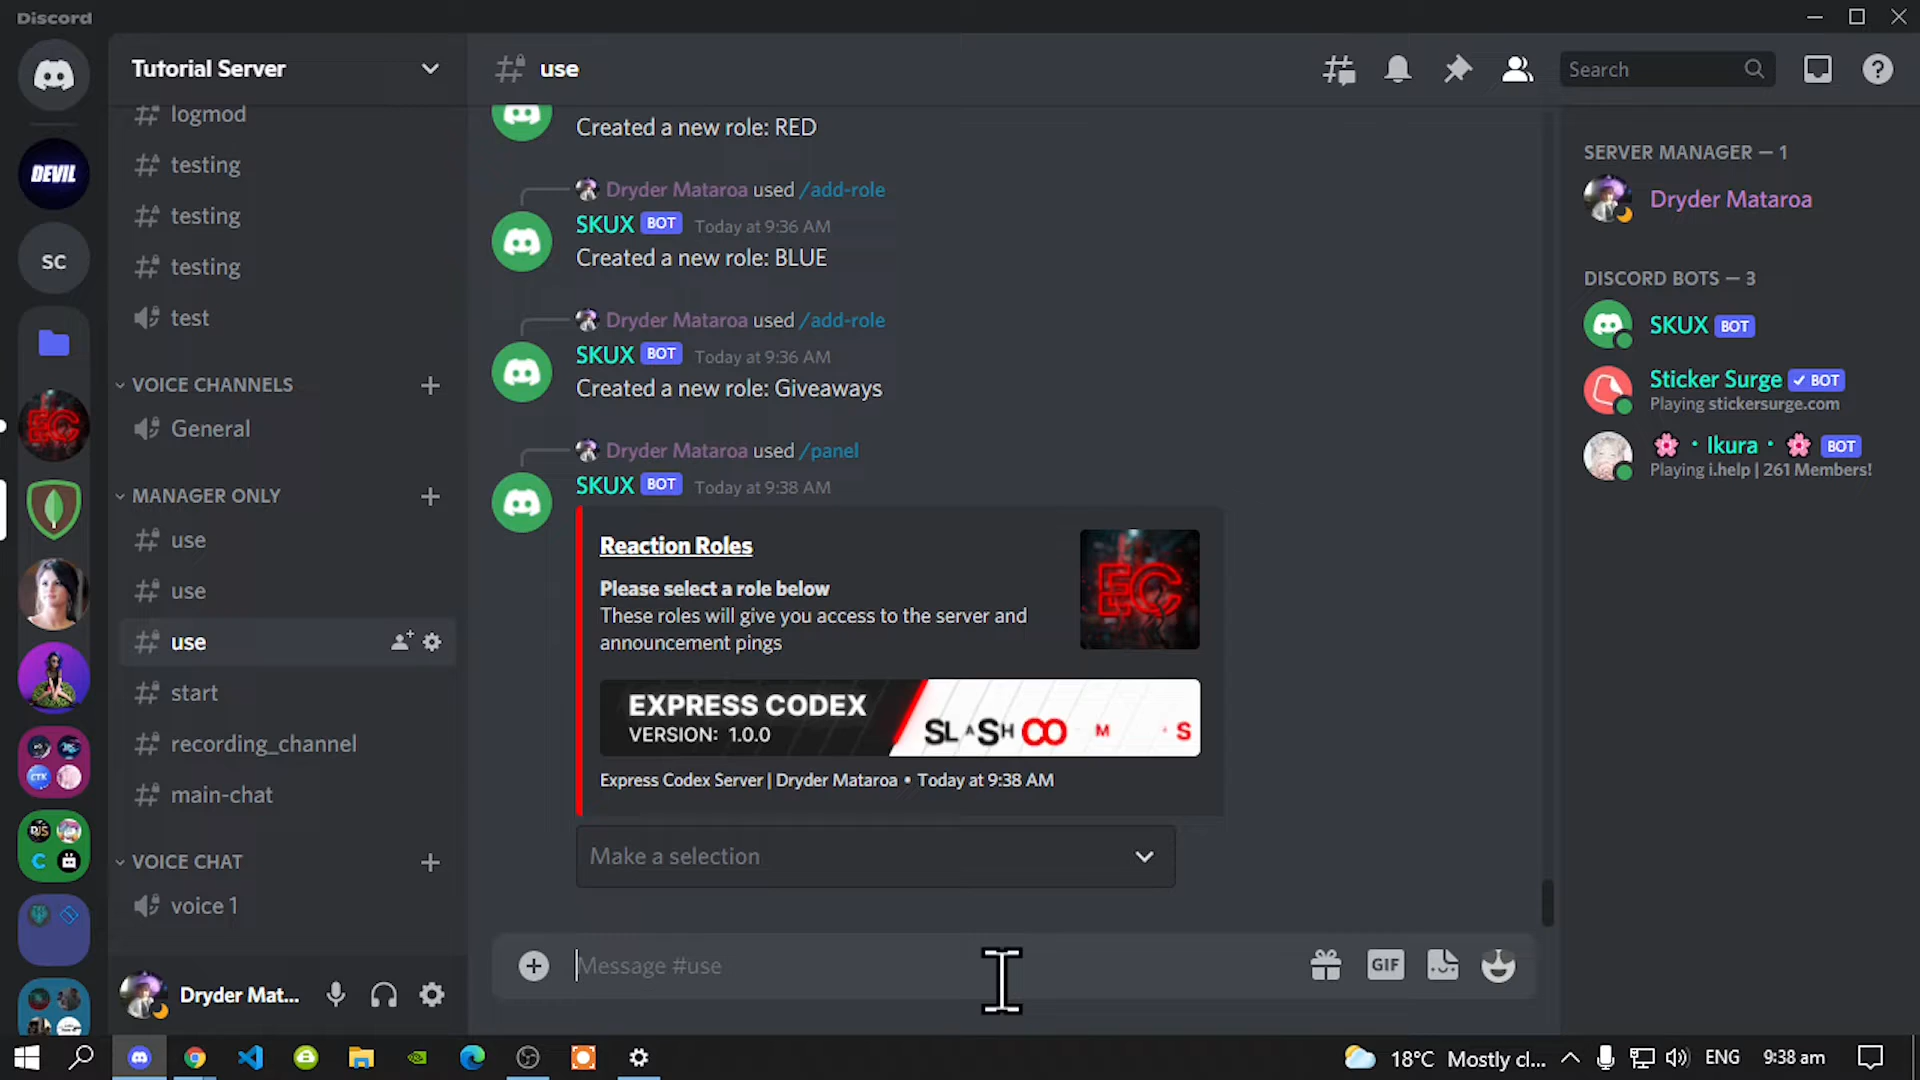 Discord
Tutorial Server
logmod
testing
testing
testing
test
VOICE CHANNELS
General
MANAGER ONLY
use
use
use
start
recording_channel
main-chat
VOICE CHAT
voice 1
Dryder Mat...
DEVIL
SC
EC
CTK
use
Search
Created a new role: RED
Dryder Mataroa used /add-role
SKUX BOT Today at 9:36 AM
Created a new role: BLUE
Dryder Mataroa used /add-role
SKUX BOT Today at 9:36 AM
Created a new role: Giveaways
Dryder Mataroa used /panel
SKUX BOT Today at 9:38 AM
Reaction Roles
Please select a role below
These roles will give you access to the server and
announcement pings
EC
EXPRESS CODEX
VERSION: 1.0.0
SLASH CO M S
Express Codex Server | Dryder Mataroa • Today at 9:38 AM
Make a selection
Message #use
GIF
SERVER MANAGER — 1
Dryder Mataroa
DISCORD BOTS — 3
SKUX BOT
Sticker Surge ✓ BOT
Playing stickersurge.com
🌸 • Ikura • 🌸 BOT
Playing i.help | 261 Members!
18°C Mostly cl...
ENG
9:38 am